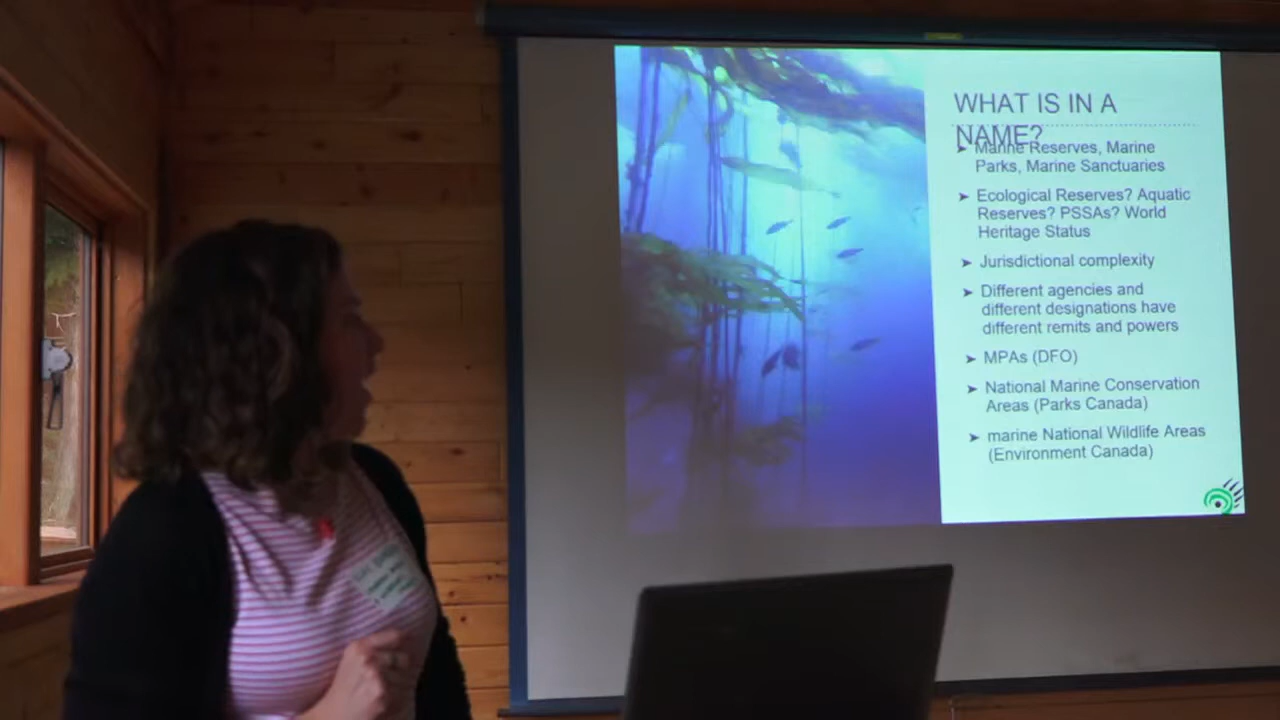 WHAT IS IN A
NAME?
➤ Marine Reserves, Marine
Parks, Marine Sanctuaries
➤ Ecological Reserves? Aquatic
Reserves? PSSAs? World
Heritage Status
➤ Jurisdictional complexity
➤ Different agencies and
different designations have
different remits and powers
➤ MPAs (DFO)
➤ National Marine Conservation
Areas (Parks Canada)
➤ marine National Wildlife Areas
(Environment Canada)